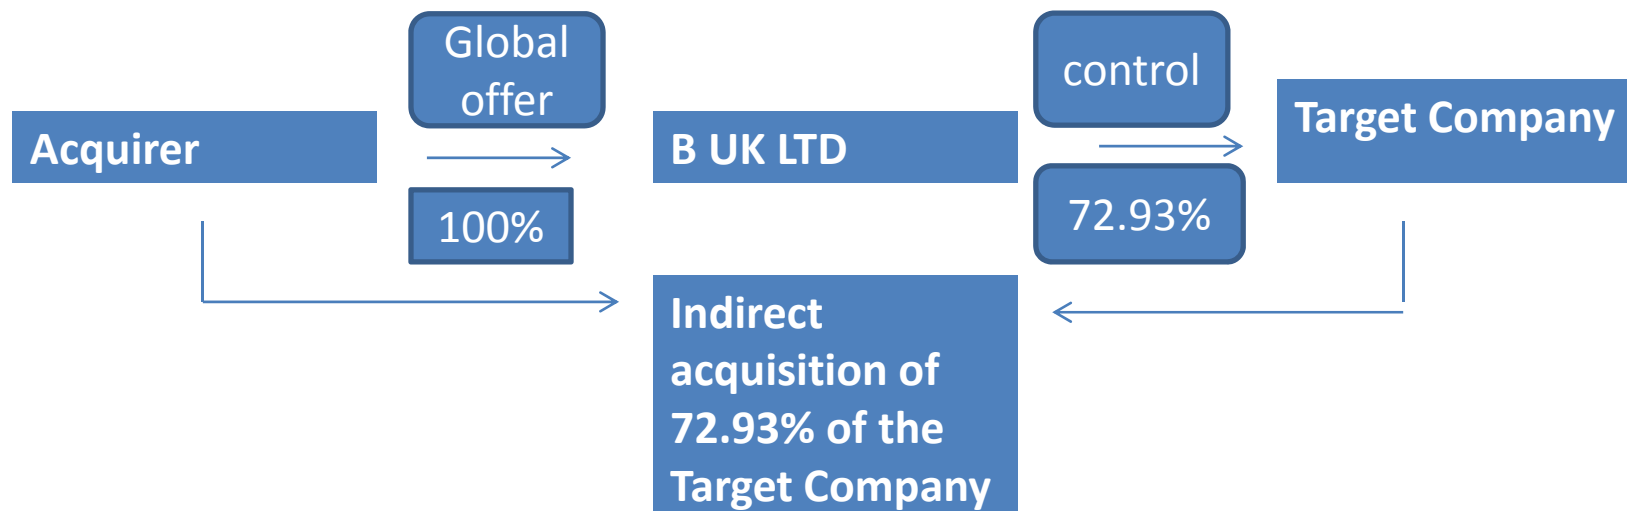 Global
offer
control
Acquirer
B UK LTD
Target Company
100%
72.93%
Indirect
acquisition of
72.93% of the
Target Company